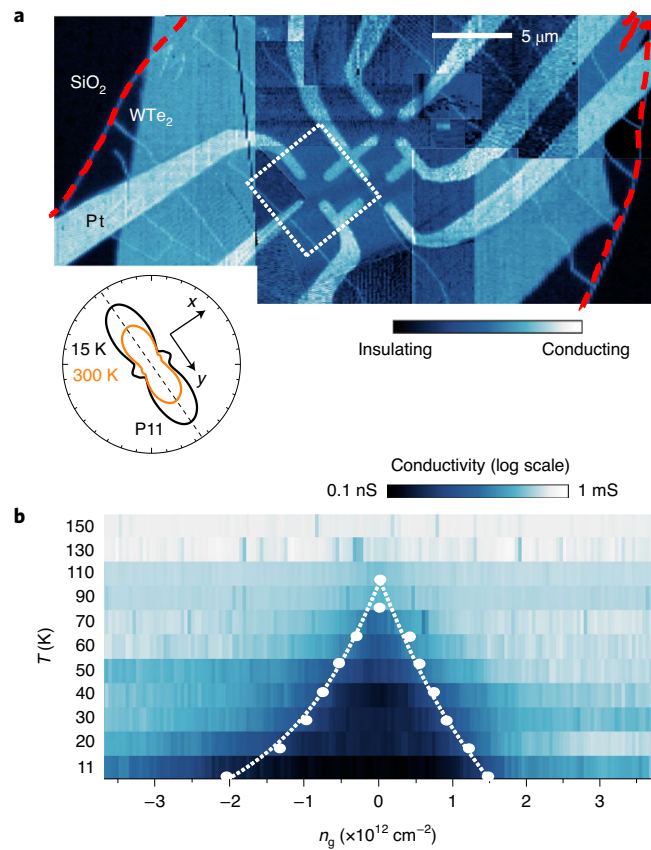 a
5 μm
SiO₂
WTe₂
Pt
x
15 K
300 K
y
P11
Insulating
Conducting
Conductivity (log scale)
0.1 nS
1 mS
b
150
130
110
90
70
60
50
40
30
20
11
T (K)
−3
−2
−1
0
1
2
3
n_g (×10¹² cm⁻²)